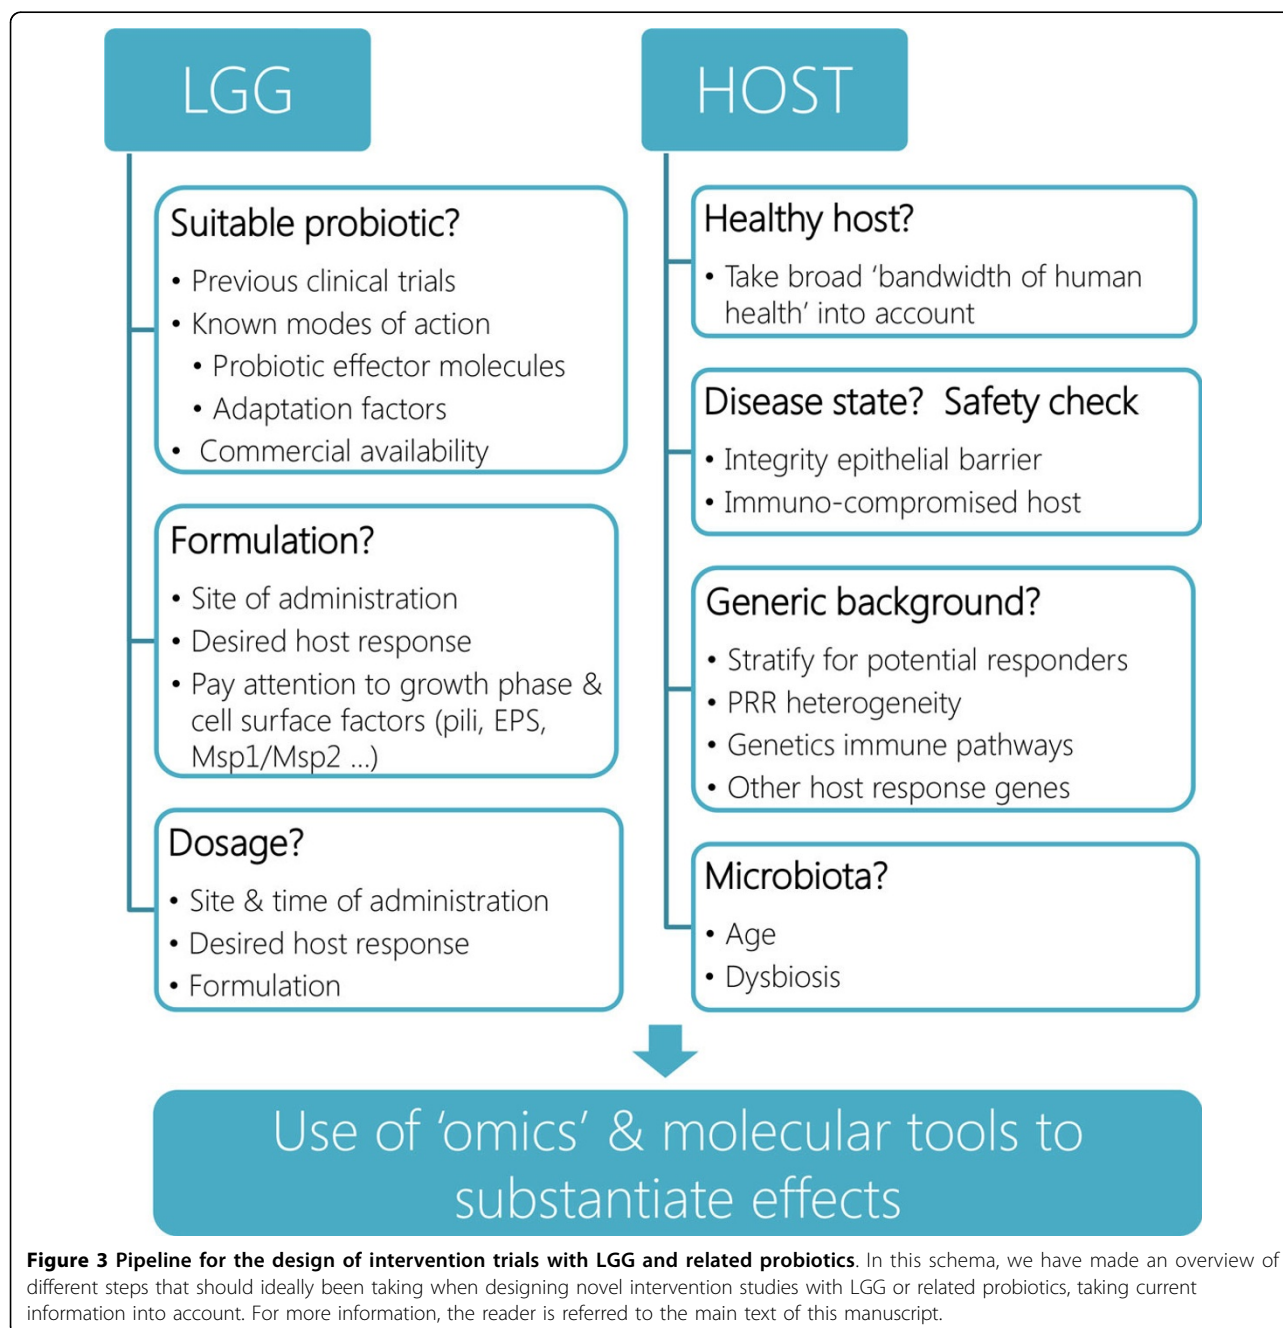 LGG
Suitable probiotic?
• Previous clinical trials
• Known modes of action
• Probiotic effector molecules
• Adaptation factors
• Commercial availability
Formulation?
• Site of administration
• Desired host response
• Pay attention to growth phase &
cell surface factors (pili, EPS,
Msp1/Msp2 ...)
Dosage?
• Site & time of administration
• Desired host response
• Formulation
HOST
Healthy host?
• Take broad ‘bandwidth of human
health’ into account
Disease state? Safety check
• Integrity epithelial barrier
• Immuno-compromised host
Generic background?
• Stratify for potential responders
• PRR heterogeneity
• Genetics immune pathways
• Other host response genes
Microbiota?
• Age
• Dysbiosis
Use of ‘omics’ & molecular tools to
substantiate effects
Figure 3 Pipeline for the design of intervention trials with LGG and related probiotics. In this schema, we have made an overview of
different steps that should ideally been taking when designing novel intervention studies with LGG or related probiotics, taking current
information into account. For more information, the reader is referred to the main text of this manuscript.